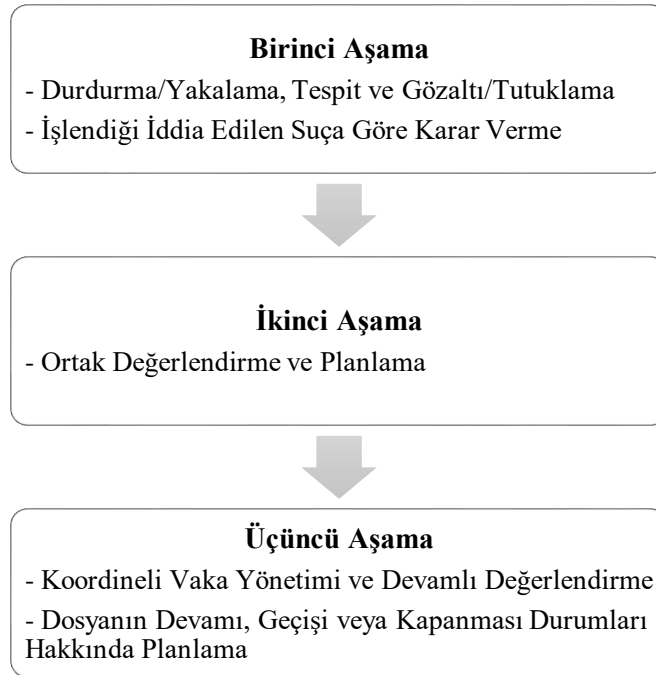 Birinci Aşama
- Durdurma/Yakalama, Tespit ve Gözaltı/Tutuklama
- İşlendiği İddia Edilen Suça Göre Karar Verme
İkinci Aşama
- Ortak Değerlendirme ve Planlama
Üçüncü Aşama
- Koordineli Vaka Yönetimi ve Devamlı Değerlendirme
- Dosyanın Devamı, Geçişi veya Kapanması Durumları
Hakkında Planlama